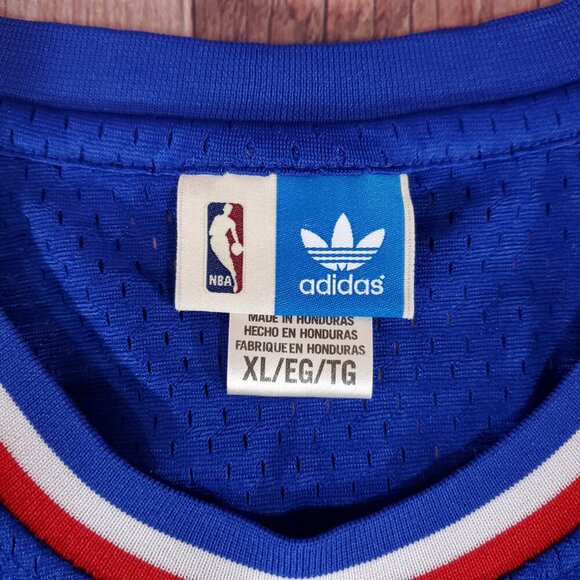 NBA
adidas
MADE IN HONDURAS
HECHO EN HONDURAS
FABRIQUE EN HONDURAS
XL/EG/TG